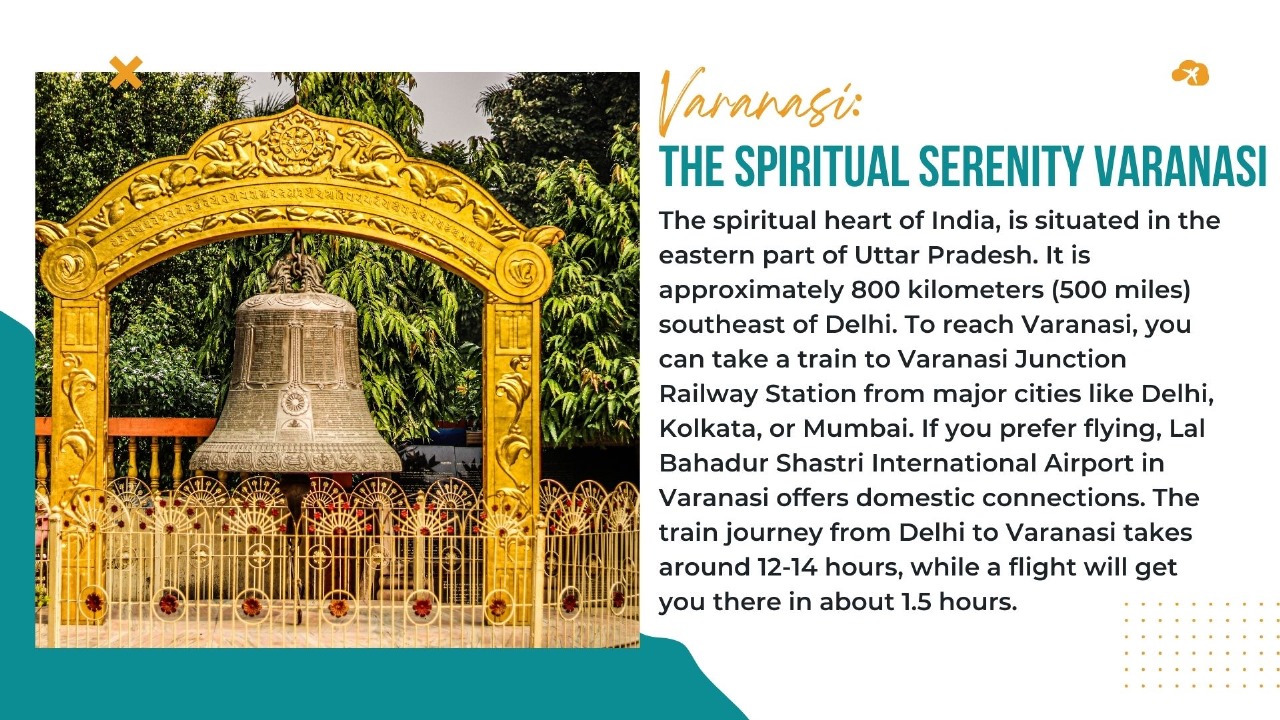 Varanasi:
THE SPIRITUAL SERENITY VARANASI
The spiritual heart of India, is situated in the
eastern part of Uttar Pradesh. It is
approximately 800 kilometers (500 miles)
southeast of Delhi. To reach Varanasi, you
can take a train to Varanasi Junction
Railway Station from major cities like Delhi,
Kolkata, or Mumbai. If you prefer flying, Lal
Bahadur Shastri International Airport in
Varanasi offers domestic connections. The
train journey from Delhi to Varanasi takes
around 12-14 hours, while a flight will get
you there in about 1.5 hours.